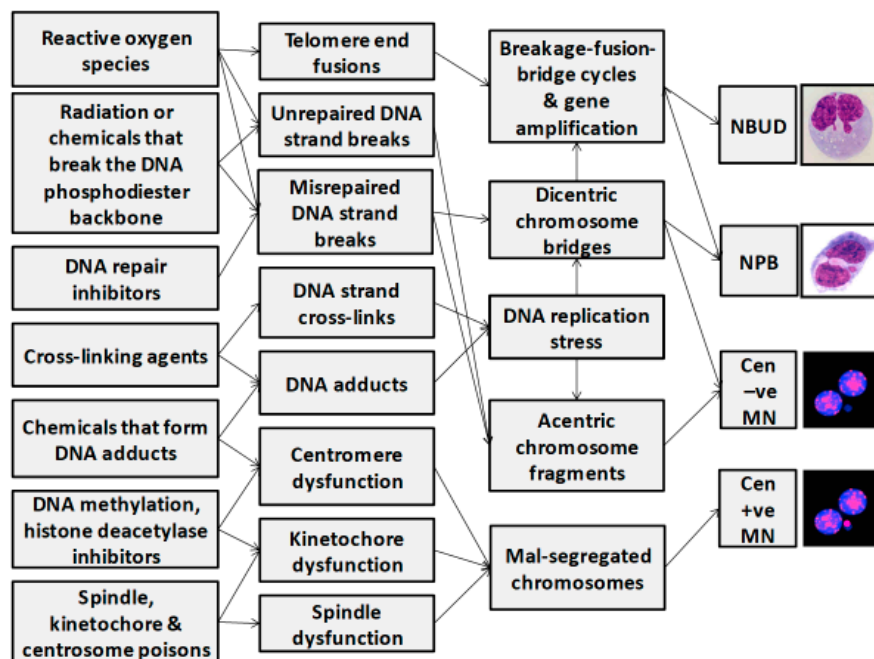 Reactive oxygen
species
Radiation or
chemicals that
break the DNA
phosphodiester
backbone
DNA repair
inhibitors
Cross-linking agents
Chemicals that form
DNA adducts
DNA methylation,
histone deacetylase
inhibitors
Spindle,
kinetochore &
centrosome poisons
Telomere end
fusions
Unrepaired DNA
strand breaks
Misrepaired
DNA strand
breaks
DNA strand
cross-links
DNA adducts
Centromere
dysfunction
Kinetochore
dysfunction
Spindle
dysfunction
Breakage-fusion-
bridge cycles
& gene
amplification
Dicentric
chromosome
bridges
DNA replication
stress
Acentric
chromosome
fragments
Mal-segregated
chromosomes
NBUD
NPB
Cen
–ve
MN
Cen
+ve
MN